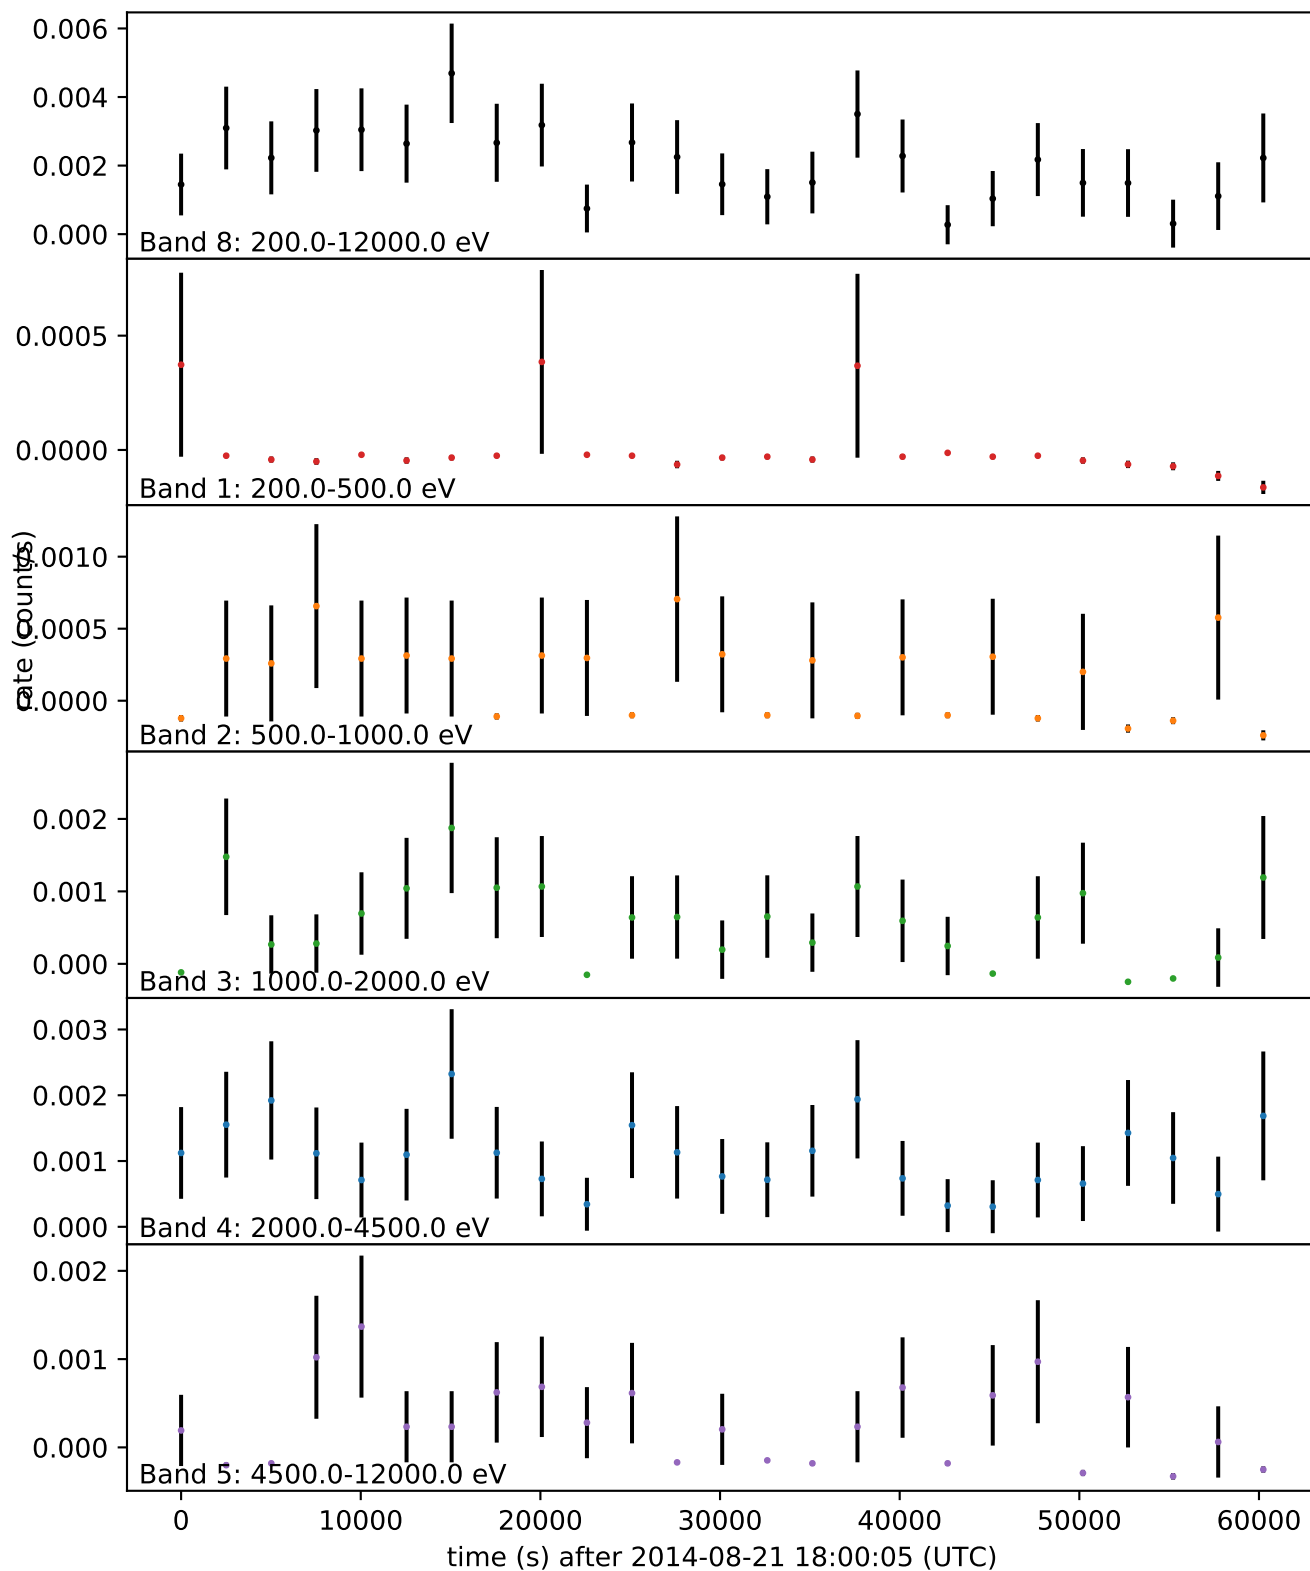 0.006
0.004
0.002
0.000
Band 8: 200.0-12000.0 eV
0.0005
0.0000
Band 1: 200.0-500.0 eV
rate (count/s)
0.0010
0.0005
0.0000
Band 2: 500.0-1000.0 eV
0.002
0.001
0.000
Band 3: 1000.0-2000.0 eV
0.003
0.002
0.001
0.000
Band 4: 2000.0-4500.0 eV
0.002
0.001
0.000
Band 5: 4500.0-12000.0 eV
0 10000 20000 30000 40000 50000 60000
time (s) after 2014-08-21 18:00:05 (UTC)